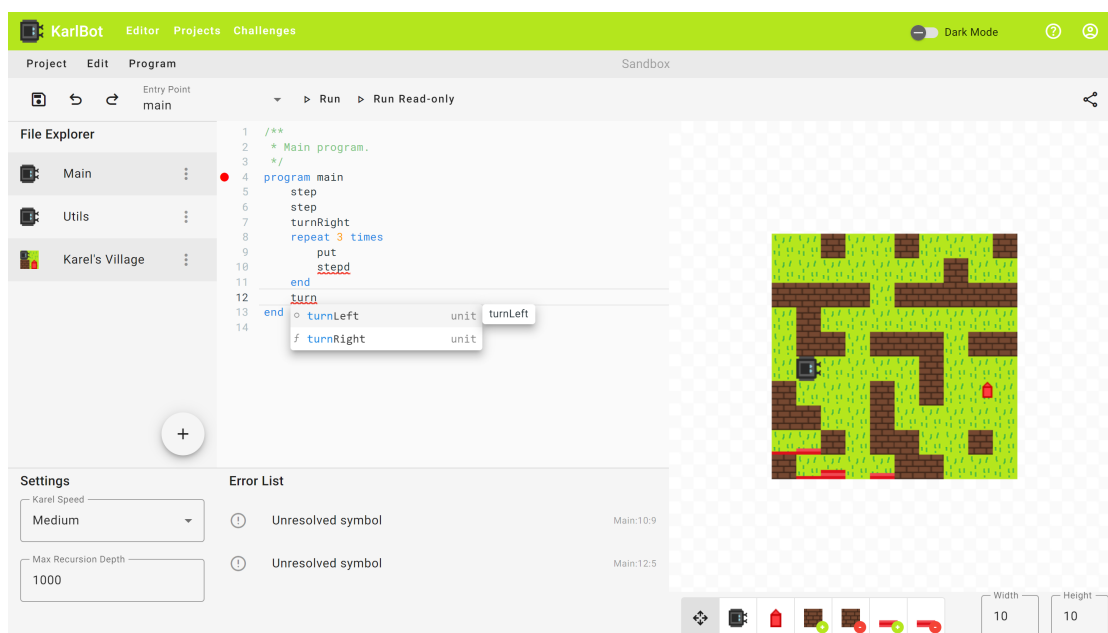 KarlBot Editor Projects Challenges Dark Mode
Project Edit Program Sandbox
Entry Point
main Run Run Read-only
File Explorer
Main
Utils
Karel's Village
1 /**
2  * Main program.
3  */
4 program main
5     step
6     step
7     turnRight
8     repeat 3 times
9         put
10         stepd
11     end
12     turn
13 end
14
turnLeft unit turnLeft
f turnRight unit
Settings
Karel Speed
Medium
Max Recursion Depth
1000
Error List
Unresolved symbol Main:10:9
Unresolved symbol Main:12:5
Width Height
10 10